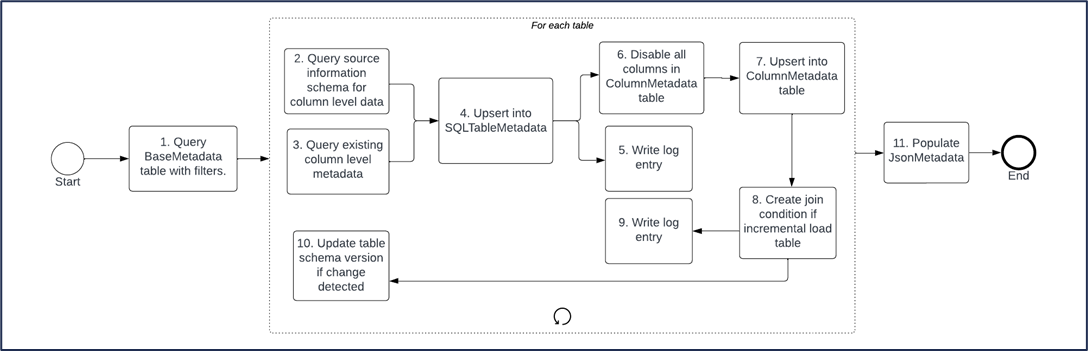 For each table
Start
1. Query
BaseMetadata
table with filters.
2. Query source
information
schema for
column level data
3. Query existing
column level
metadata
4. Upsert into
SQLTableMetadata
6. Disable all
columns in
ColumnMetadata
table
5. Write log
entry
7. Upsert into
ColumnMetadata
table
8. Create join
condition if
incremental load
table
9. Write log
entry
10. Update table
schema version
if change
detected
11. Populate
JsonMetadata
End